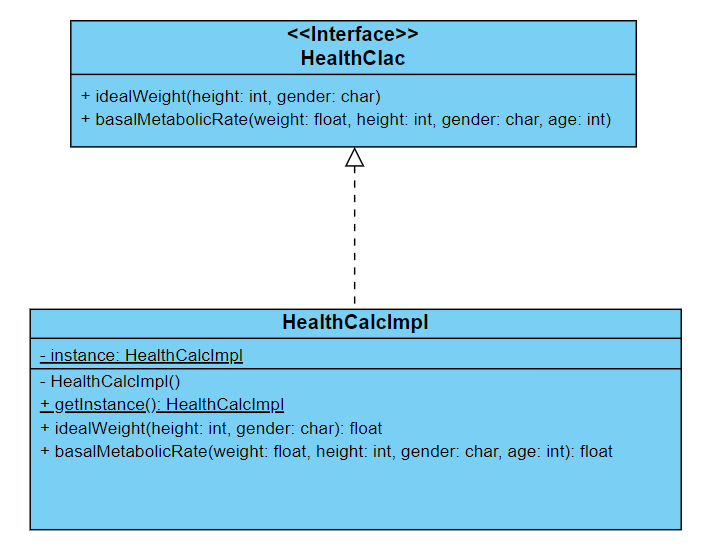 <<Interface>>
HealthClac
+ idealWeight(height: int, gender: char)
+ basalMetabolicRate(weight: float, height: int, gender: char, age: int)
HealthCalcImpl
- instance: HealthCalcImpl
- HealthCalcImpl()
+ getInstance(): HealthCalcImpl
+ idealWeight(height: int, gender: char): float
+ basalMetabolicRate(weight: float, height: int, gender: char, age: int): float